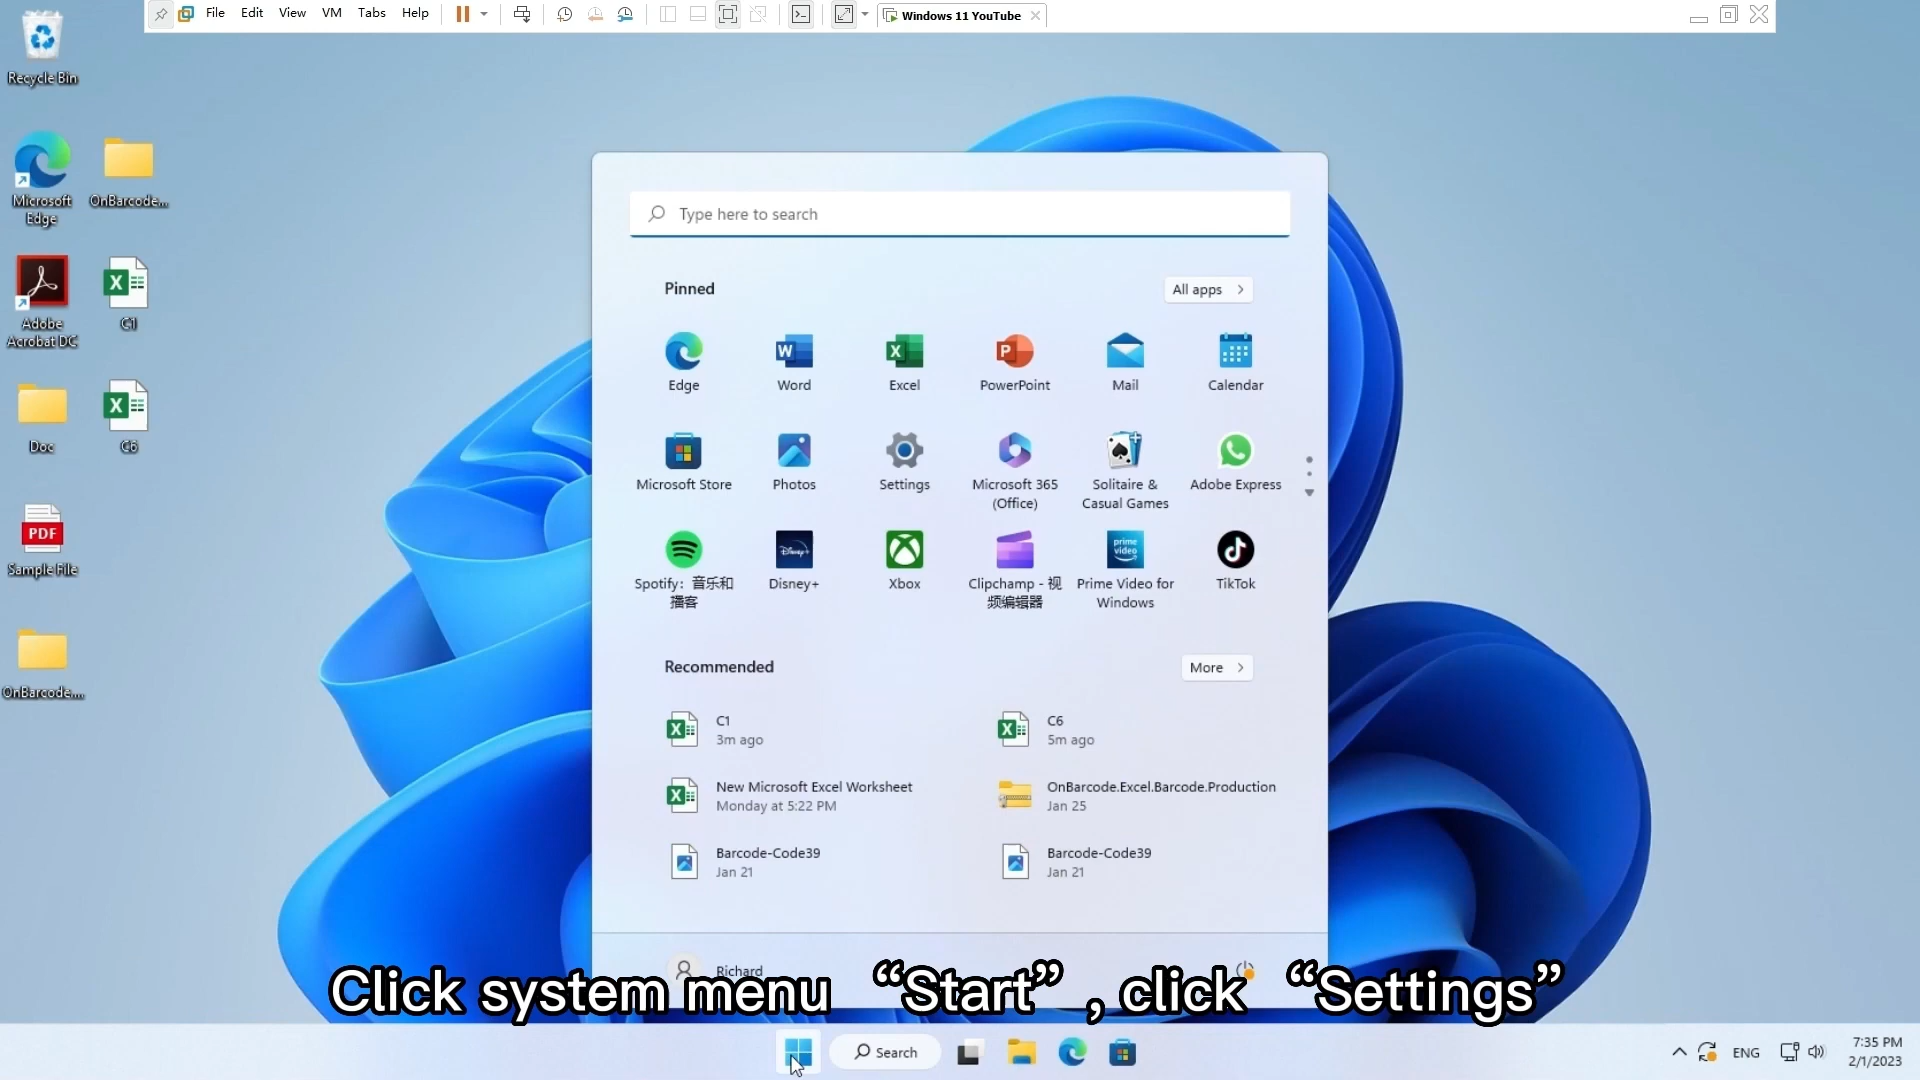 File Edit View VM Tabs Help
Windows 11 YouTube
Recycle Bin
Microsoft
Edge
OnBarcode...
Adobe
Acrobat DC
C1
Doc
C6
PDF
Sample File
OnBarcode....
Type here to search
Pinned
All apps
Edge
Word
Excel
PowerPoint
Mail
Calendar
Microsoft Store
Photos
Settings
Microsoft 365
(Office)
Solitaire &
Casual Games
Adobe Express
Disney+
prime
video
Spotify：音乐和
播客
Disney+
Xbox
Clipchamp - 视
频编辑器
Prime Video for
Windows
TikTok
Recommended
More
C1
3m ago
C6
5m ago
New Microsoft Excel Worksheet
Monday at 5:22 PM
OnBarcode.Excel.Barcode.Production
Jan 25
Barcode-Code39
Jan 21
Barcode-Code39
Jan 21
Richard
Click system menu “Start”, click “Settings”
Search
ENG
7:35 PM
2/1/2023